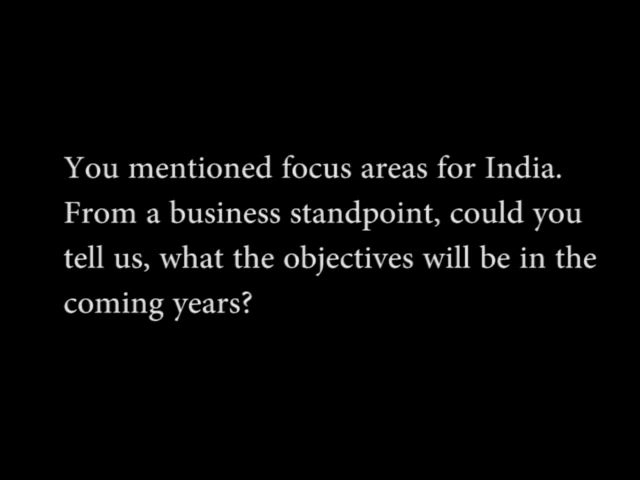 You mentioned focus areas for India.
From a business standpoint, could you
tell us, what the objectives will be in the
coming years?